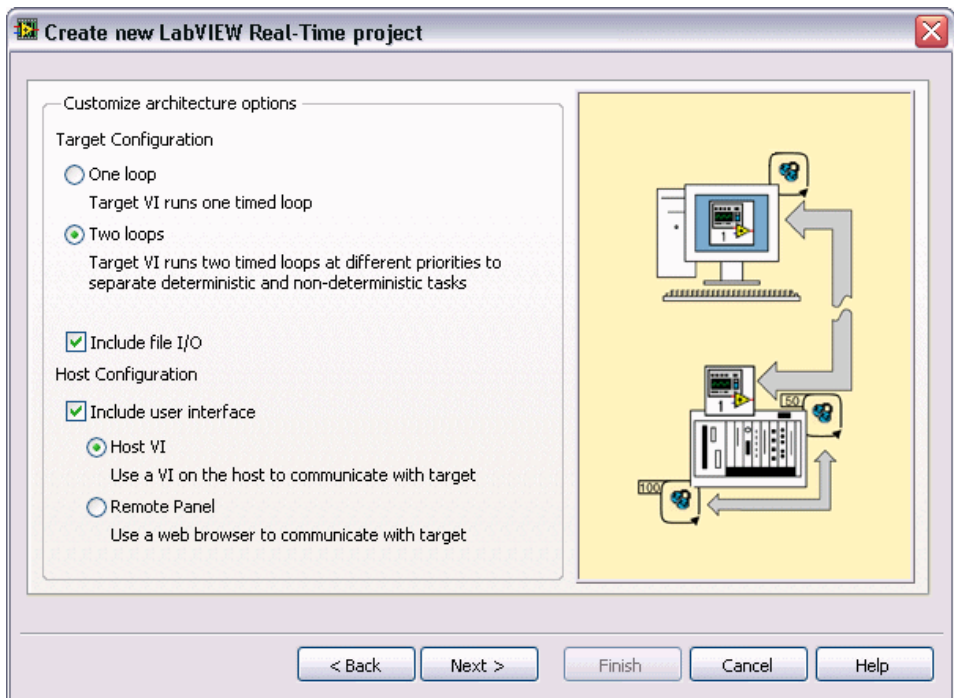 Create new LabVIEW Real-Time project
Customize architecture options
Target Configuration
One loop
Target VI runs one timed loop
Two loops
Target VI runs two timed loops at different priorities to
separate deterministic and non-deterministic tasks
Include file I/O
Host Configuration
Include user interface
Host VI
Use a VI on the host to communicate with target
Remote Panel
Use a web browser to communicate with target
1
1
50
100
< Back
Next >
Finish
Cancel
Help